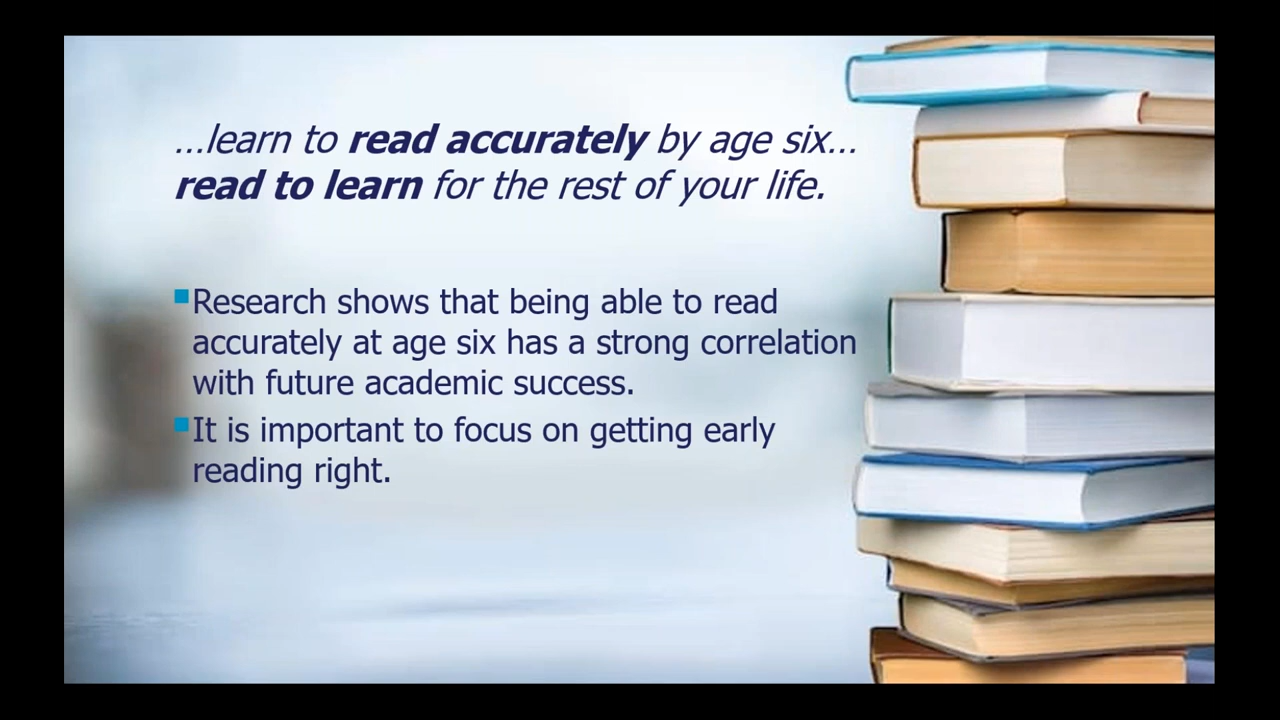 ...learn to read accurately by age six...
read to learn for the rest of your life.
Research shows that being able to read
accurately at age six has a strong correlation
with future academic success.
It is important to focus on getting early
reading right.